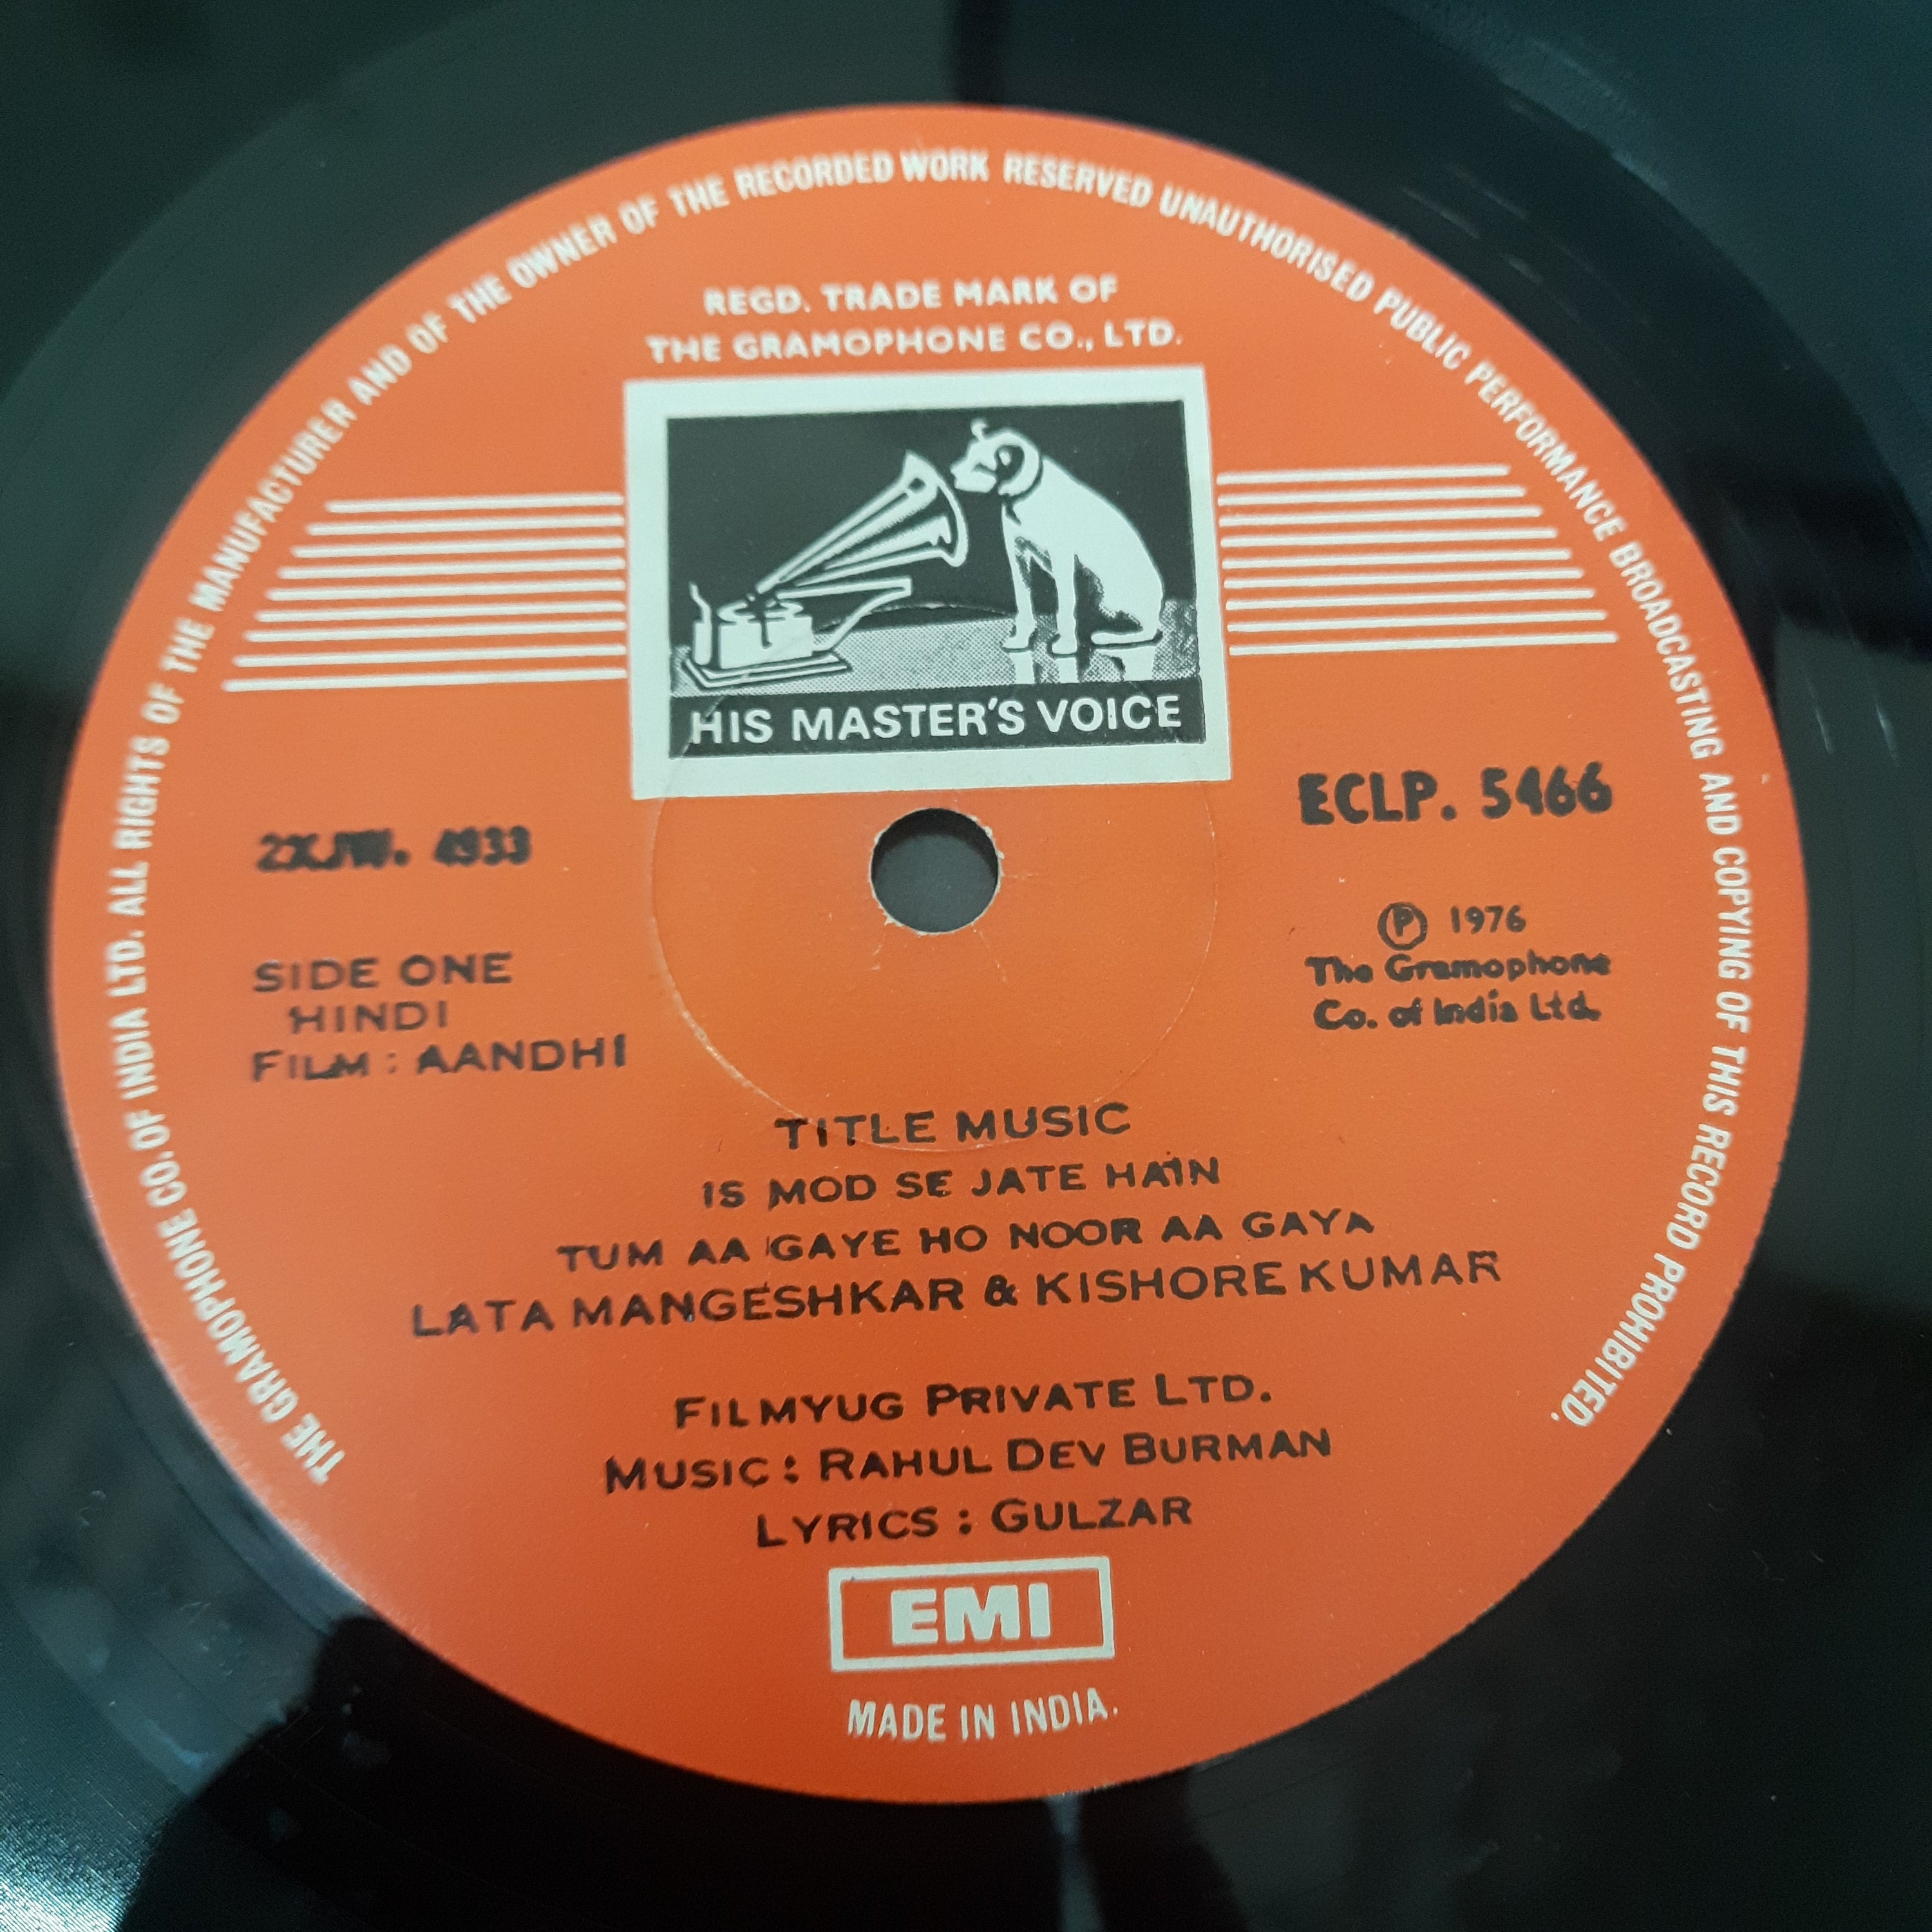 THE GRAMOPHONE CO. OF INDIA LTD. ALL RIGHTS OF THE MANUFACTURER AND OF THE OWNER OF THE RECORDED WORK RESERVED UNAUTHORISED PUBLIC PERFORMANCE BROADCASTING AND COPYING OF THIS RECORD PROHIBITED.
REGD. TRADE MARK OF
THE GRAMOPHONE CO., LTD.
HIS MASTER'S VOICE
2XJW. 4933
ECLP. 5466
SIDE ONE
HINDI
FILM : AANDHI
℗ 1976
The Gramophone
Co. of India Ltd.
TITLE MUSIC
IS MOD SE JATE HAIN
TUM AA GAYE HO NOOR AA GAYA
LATA MANGESHKAR & KISHORE KUMAR
FILMYUG PRIVATE LTD.
MUSIC : RAHUL DEV BURMAN
LYRICS : GULZAR
EMI
MADE IN INDIA.